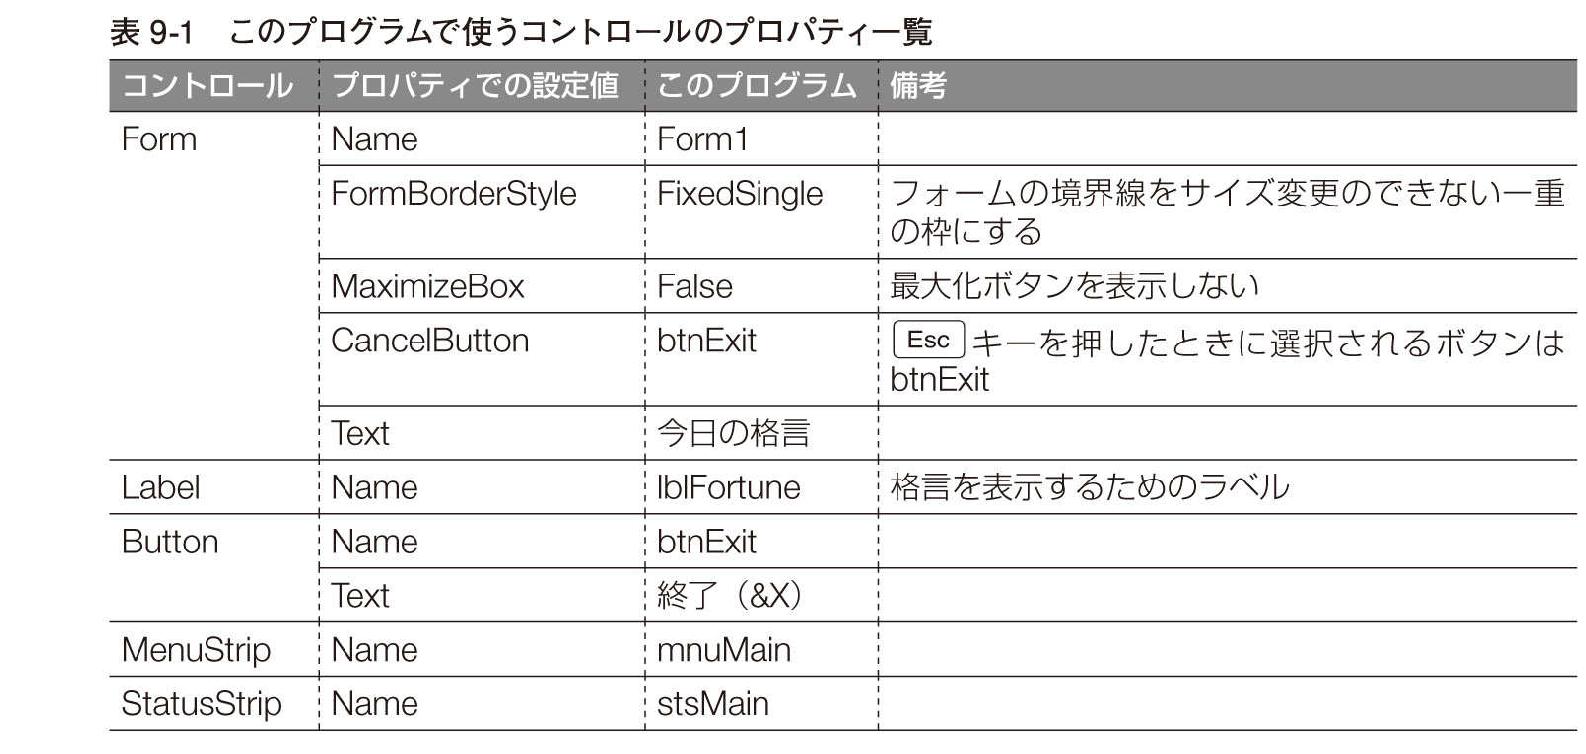 表 9-1　このプログラムで使うコントロールのプロパティ一覧
コントロール プロパティでの設定値 このプログラム 備考
Form Name Form1
FormBorderStyle FixedSingle フォームの境界線をサイズ変更のできない一重
の枠にする
MaximizeBox False 最大化ボタンを表示しない
CancelButton btnExit Esc キーを押したときに選択されるボタンは
btnExit
Text 今日の格言
Label Name lblFortune 格言を表示するためのラベル
Button Name btnExit
Text 終了（&X）
MenuStrip Name mnuMain
StatusStrip Name stsMain